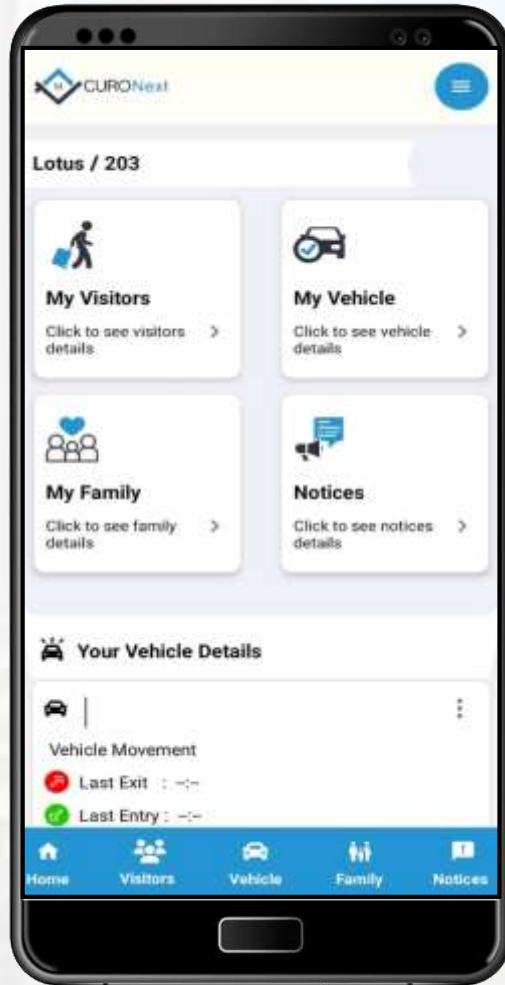 CURONext
Lotus / 203
My Visitors
Click to see visitors
details
My Vehicle
Click to see vehicle
details
My Family
Click to see family
details
Notices
Click to see notices
details
Your Vehicle Details
Vehicle Movement
Last Exit : --:--
Last Entry : --:--
Home Visitors Vehicle Family Notices